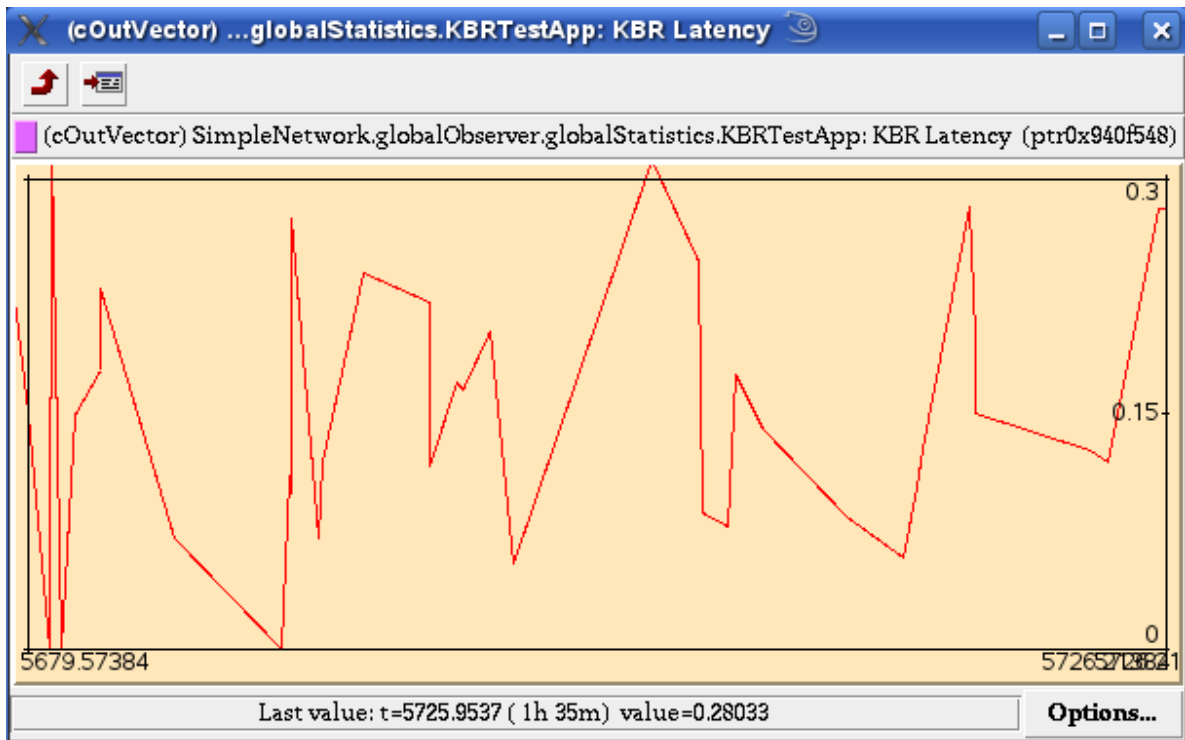 (cOutVector) ...globalStatistics.KBRTestApp: KBR Latency
(cOutVector) SimpleNetwork.globalObserver.globalStatistics.KBRTestApp: KBR Latency (ptr0x940f548)
0.3
0.15
0
5679.57384
Last value: t=5725.9537 ( 1h 35m) value=0.28033
Options...